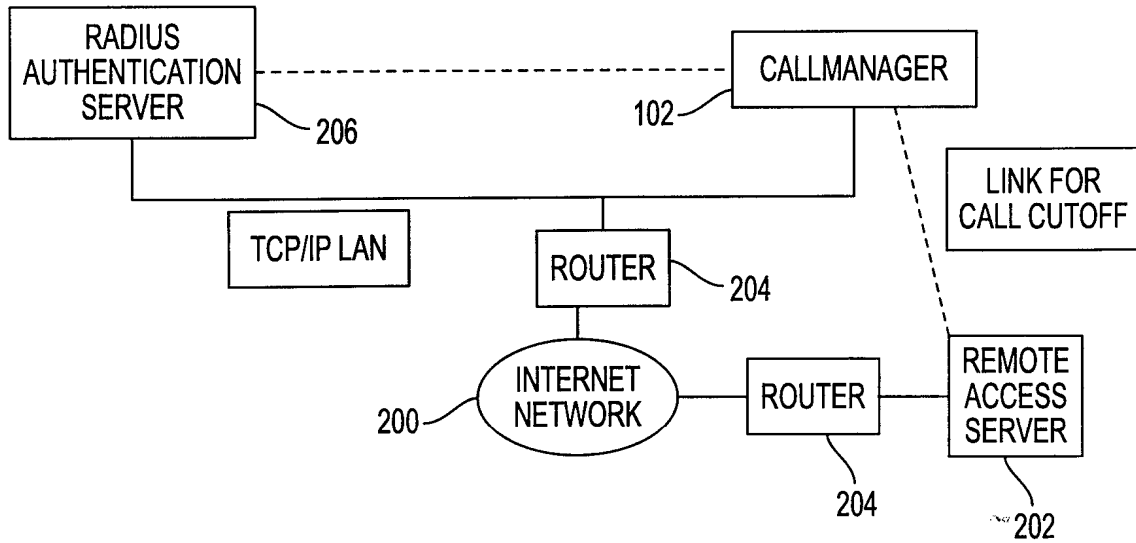 RADIUS
AUTHENTICATION
SERVER
206
CALLMANAGER
102
LINK FOR
CALL CUTOFF
TCP/IP LAN
ROUTER
204
INTERNET
NETWORK
200
ROUTER
204
REMOTE
ACCESS
SERVER
202